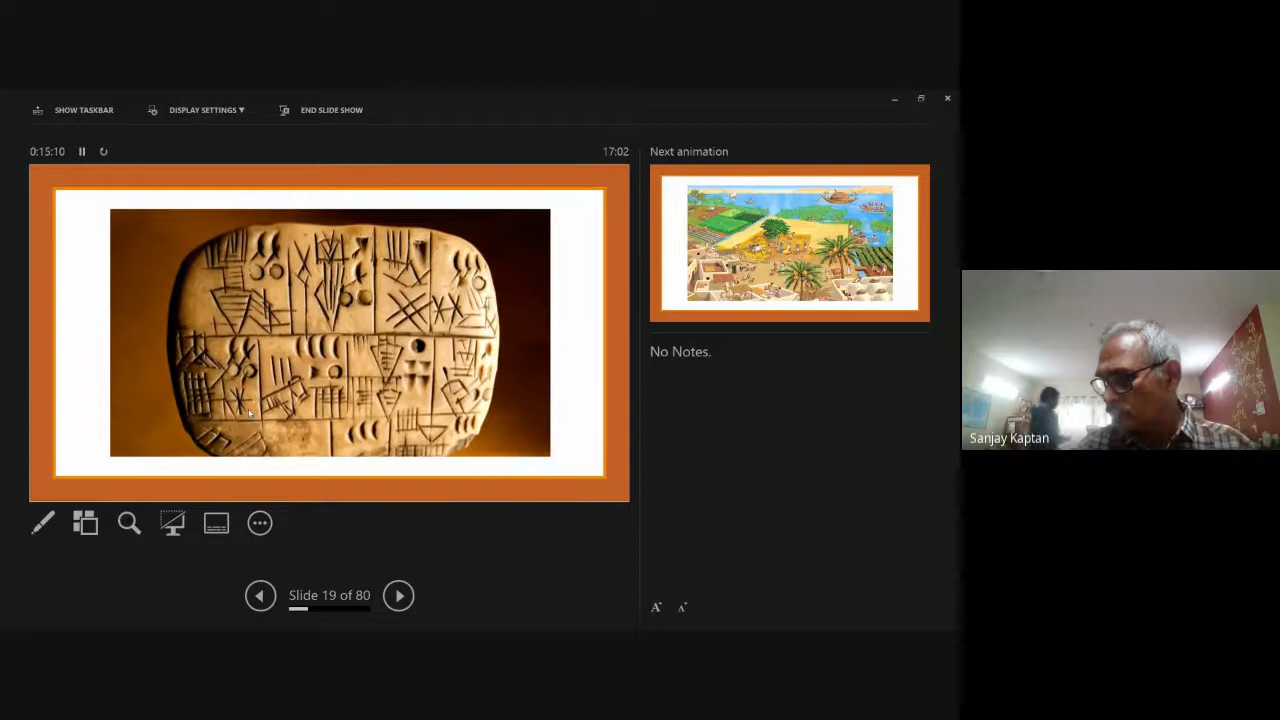 SHOW TASKBAR DISPLAY SETTINGS ▼ END SLIDE SHOW
0:15:10 17:02
Next animation
No Notes.
Slide 19 of 80
A A
Sanjay Kaptan